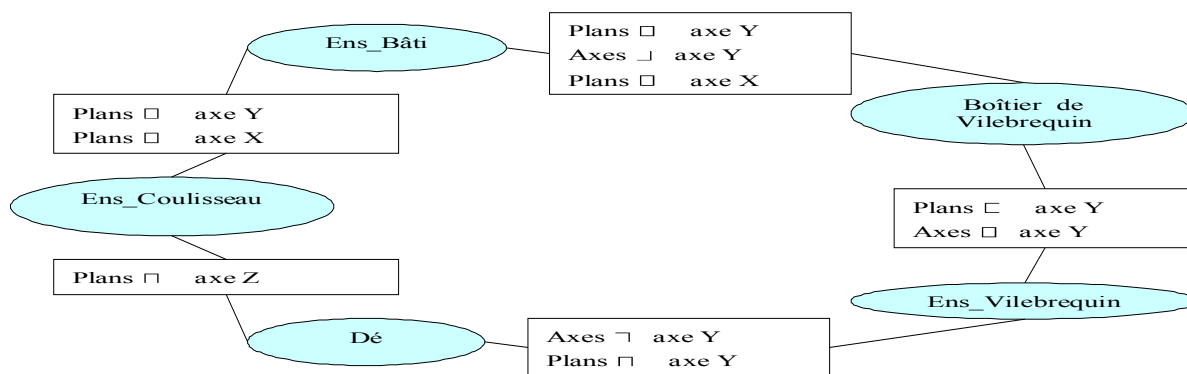 Ens_Bâti
Plans □ axe Y
Axes ┘ axe Y
Plans □ axe X
Boîtier de
Vilebrequin
Plans □ axe Y
Plans □ axe X
Ens_Coulisseau
Plans ⊏ axe Y
Axes □ axe Y
Plans ⊓ axe Z
Ens_Vilebrequin
Dé
Axes ┐ axe Y
Plans ⊓ axe Y